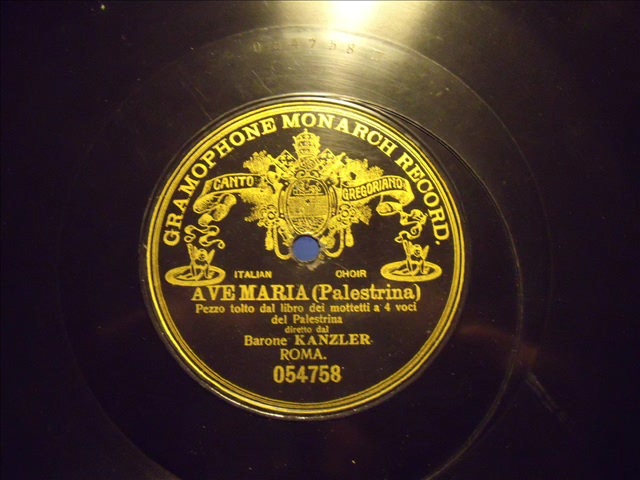 054758
GRAMOPHONE MONARCH RECORD.
CANTO GREGORIANO
ITALIAN CHOIR
AVE MARIA (Palestrina)
Pezzo tolto dal libro dei mottetti a 4 voci
del Palestrina
diretto dal
Barone KANZLER
ROMA.
054758